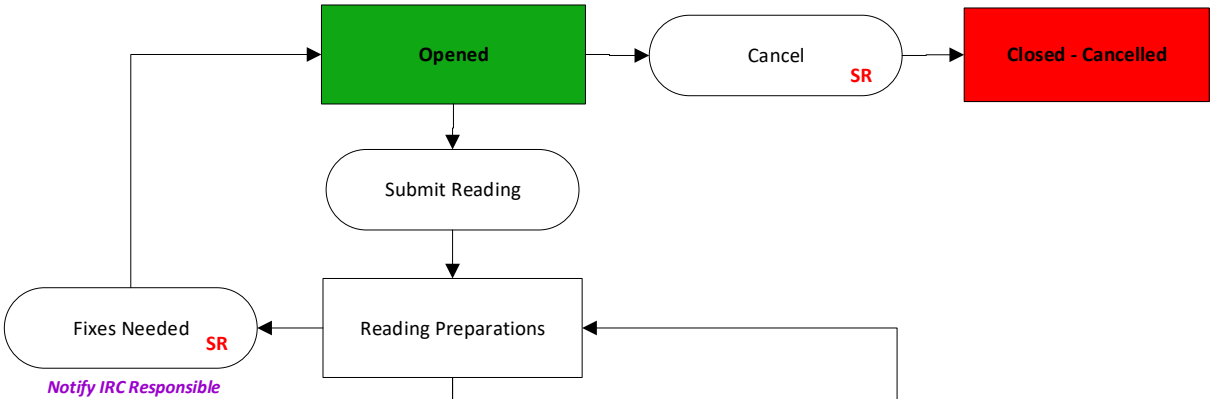 Opened
Cancel
SR
Closed - Cancelled
Submit Reading
Fixes Needed
SR
Reading Preparations
Notify IRC Responsible